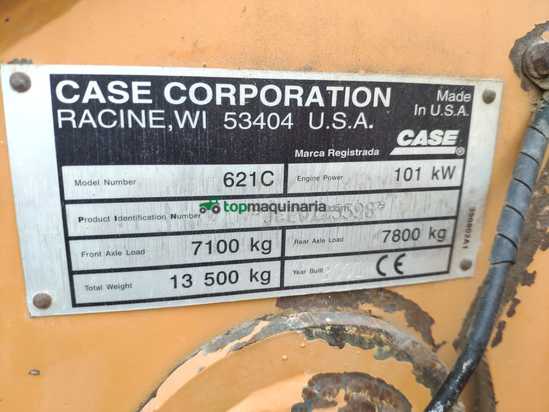 CASE CORPORATION
RACINE, WI 53404 U.S.A.
Made
In U.S.A.
Marca Registrada
CASE®
Model Number 621C
Engine Power 101 kW
Product Identification Number
topmaquinaria
Front Axle Load 7100 kg
Rear Axle Load 7800 kg
Total Weight 13 500 kg
Year Built
CE